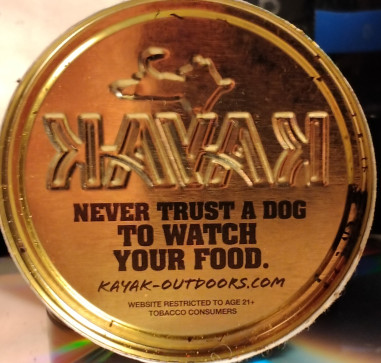 KAYAK
NEVER TRUST A DOG
TO WATCH
YOUR FOOD.
KAYAK-OUTDOORS.COM
WEBSITE RESTRICTED TO AGE 21+
TOBACCO CONSUMERS